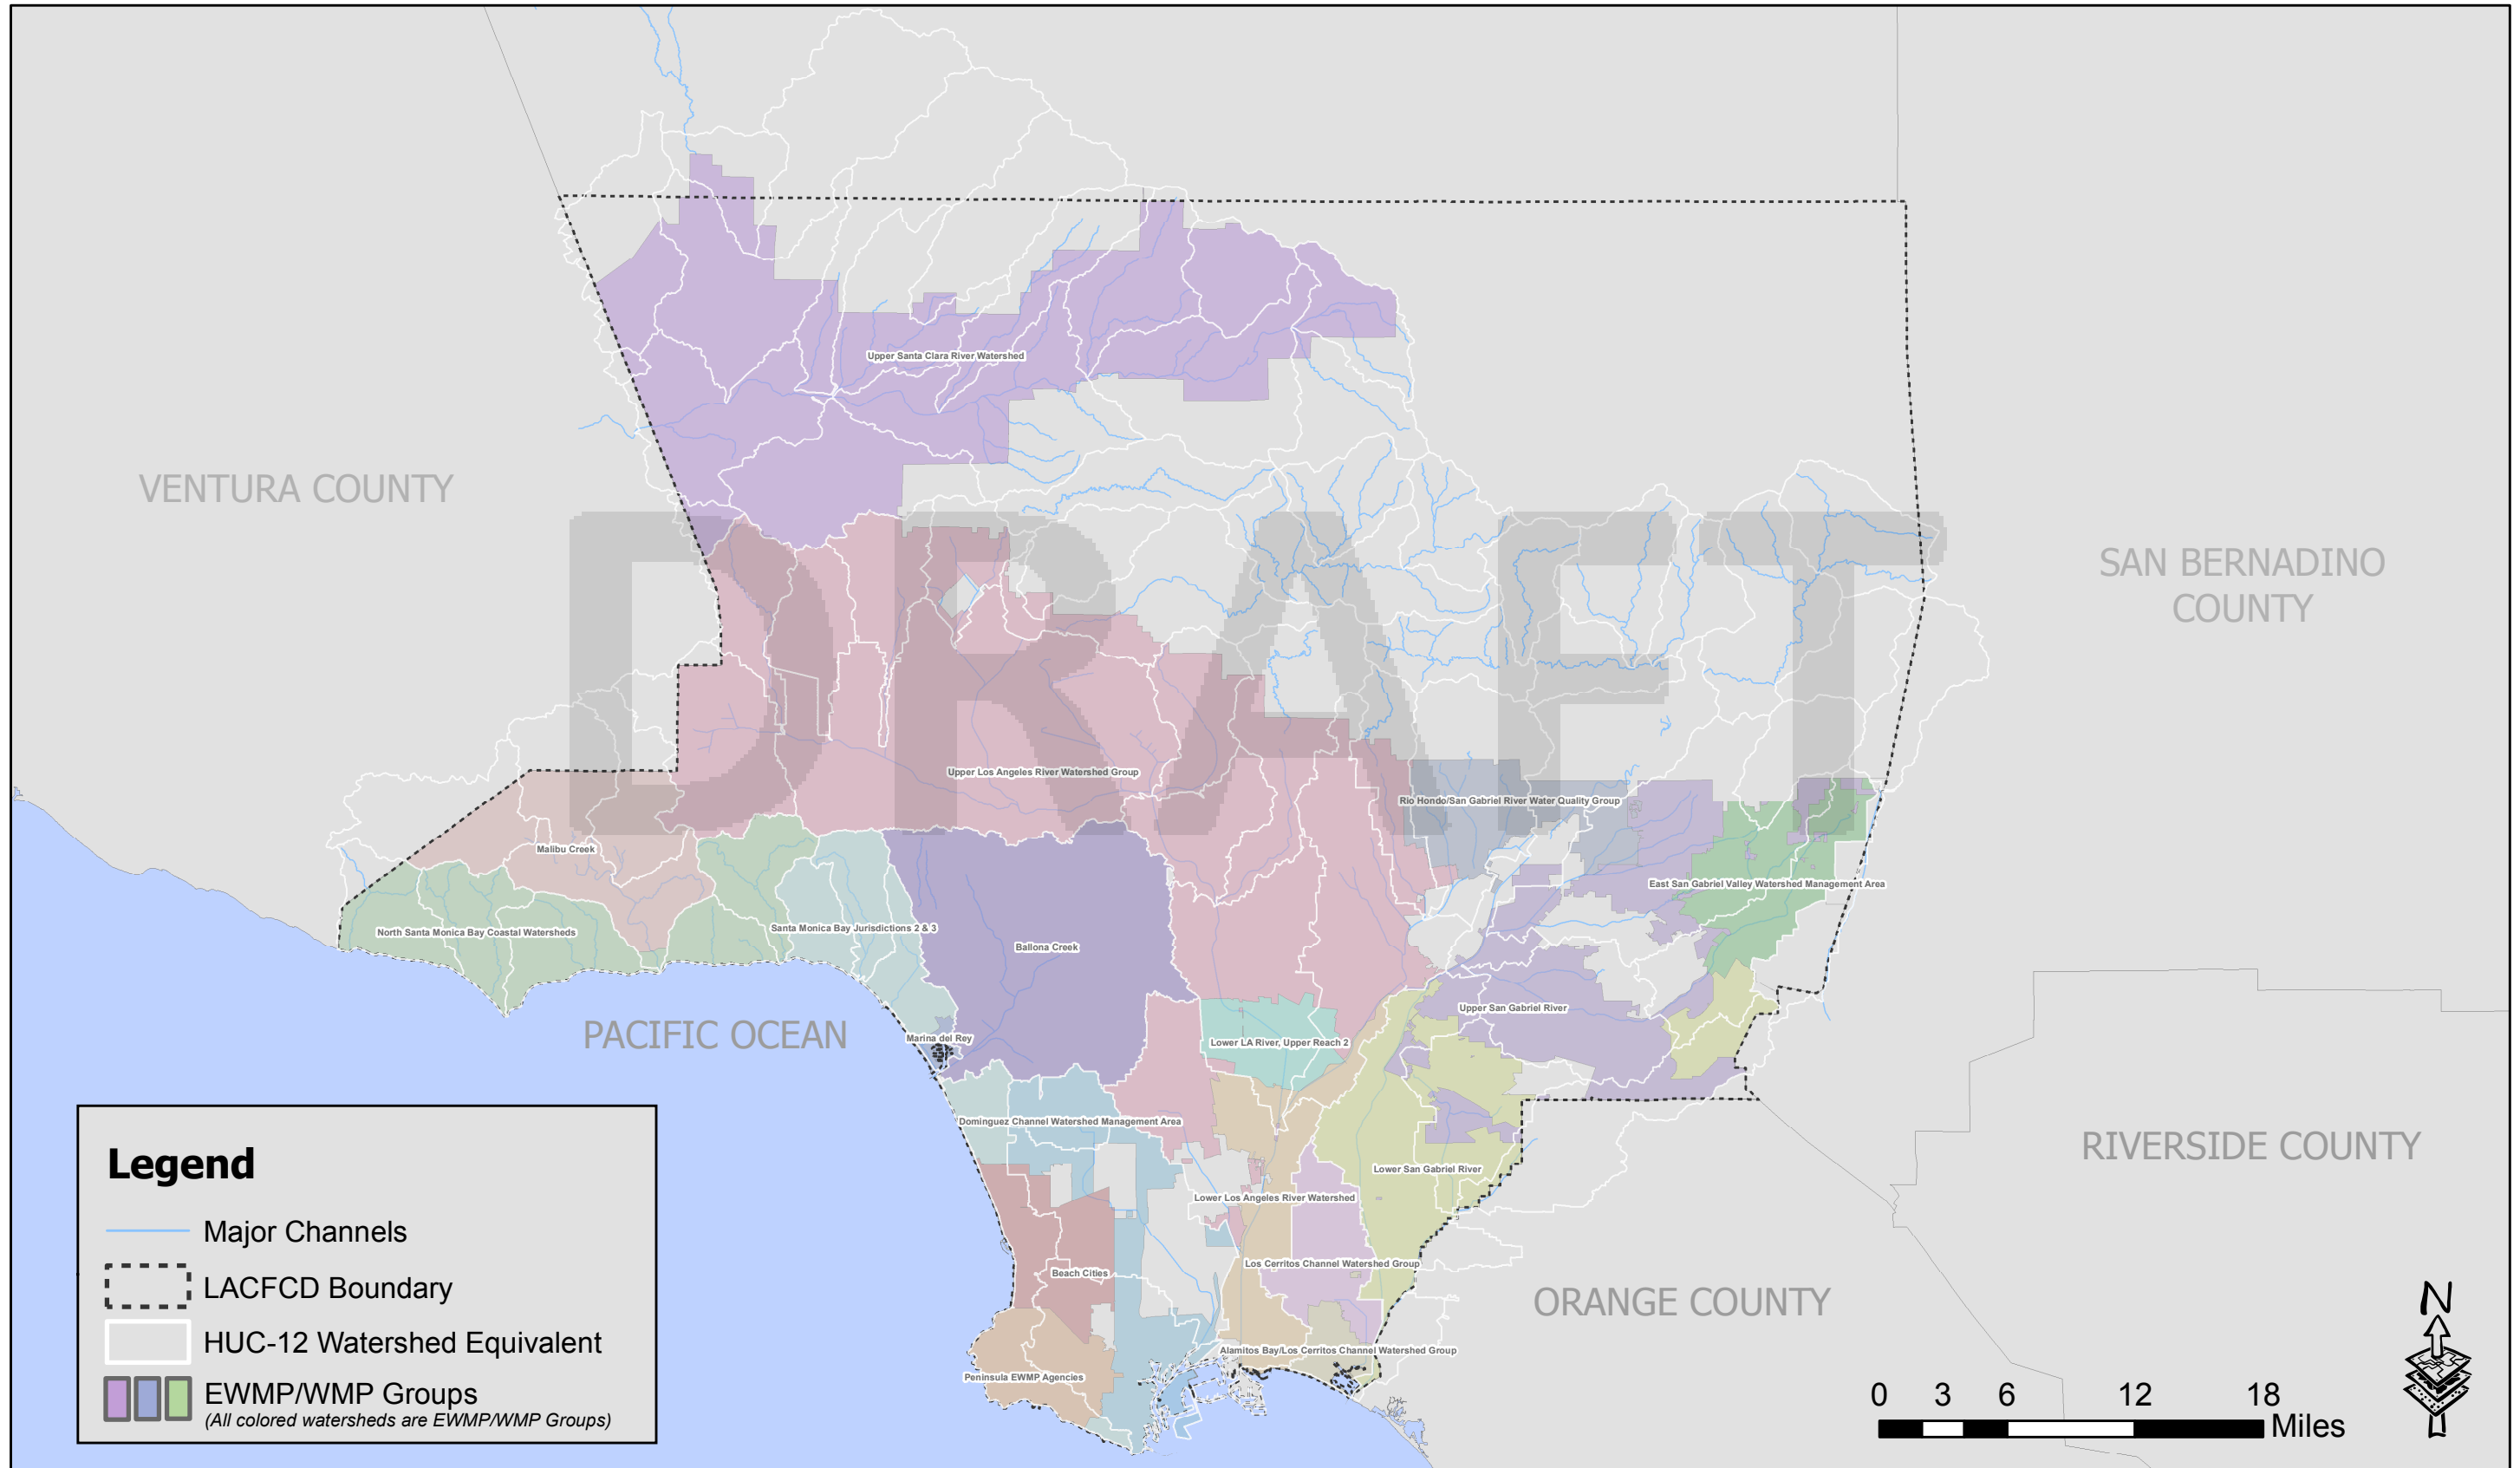 Upper Santa Clara River Watershed
VENTURA COUNTY
DRAFT
SAN BERNADINO
COUNTY
Upper Los Angeles River Watershed Group
Rio Hondo/San Gabriel River Water Quality Group
Malibu Creek
East San Gabriel Valley Watershed Management Area
North Santa Monica Bay Coastal Watersheds
Santa Monica Bay Jurisdictions 2 & 3
Ballona Creek
Upper San Gabriel River
PACIFIC OCEAN
Marina del Rey
Lower LA River, Upper Reach 2
Dominguez Channel Watershed Management Area
RIVERSIDE COUNTY
Lower San Gabriel River
Lower Los Angeles River Watershed
Los Cerritos Channel Watershed Group
Beach Cities
ORANGE COUNTY
Alamitos Bay/Los Cerritos Channel Watershed Group
Peninsula EWMP Agencies
Legend
Major Channels
LACFCD Boundary
HUC-12 Watershed Equivalent
EWMP/WMP Groups
(All colored watersheds are EWMP/WMP Groups)
N
0 3 6 12 18
Miles